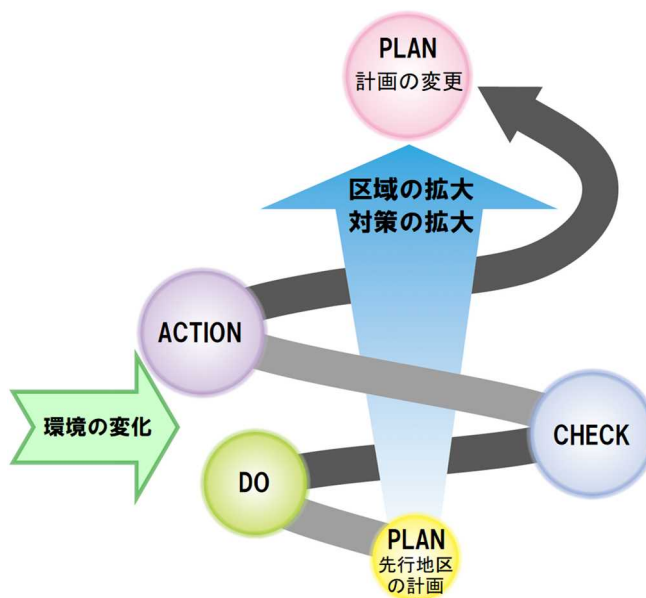 PLAN
計画の変更
区域の拡大
対策の拡大
ACTION
環境の変化
CHECK
DO
PLAN
先行地区
の計画